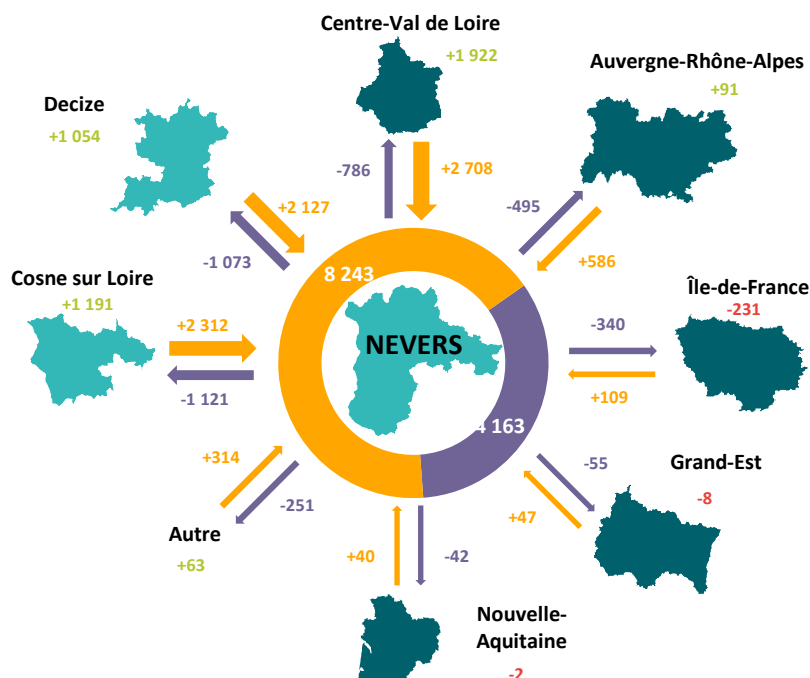 Centre-Val de Loire
+1 922
Auvergne-Rhône-Alpes
+91
Decize
+1 054
-786
+2 708
-495
+2 127
-1 073
+586
8 243
Cosne sur Loire
+1 191
Île-de-France
-231
+2 312
-340
NEVERS
-1 121
+109
4 163
+314
-55
Grand-Est
-8
-251
+47
Autre
+63
+40
-42
Nouvelle-
Aquitaine
-2